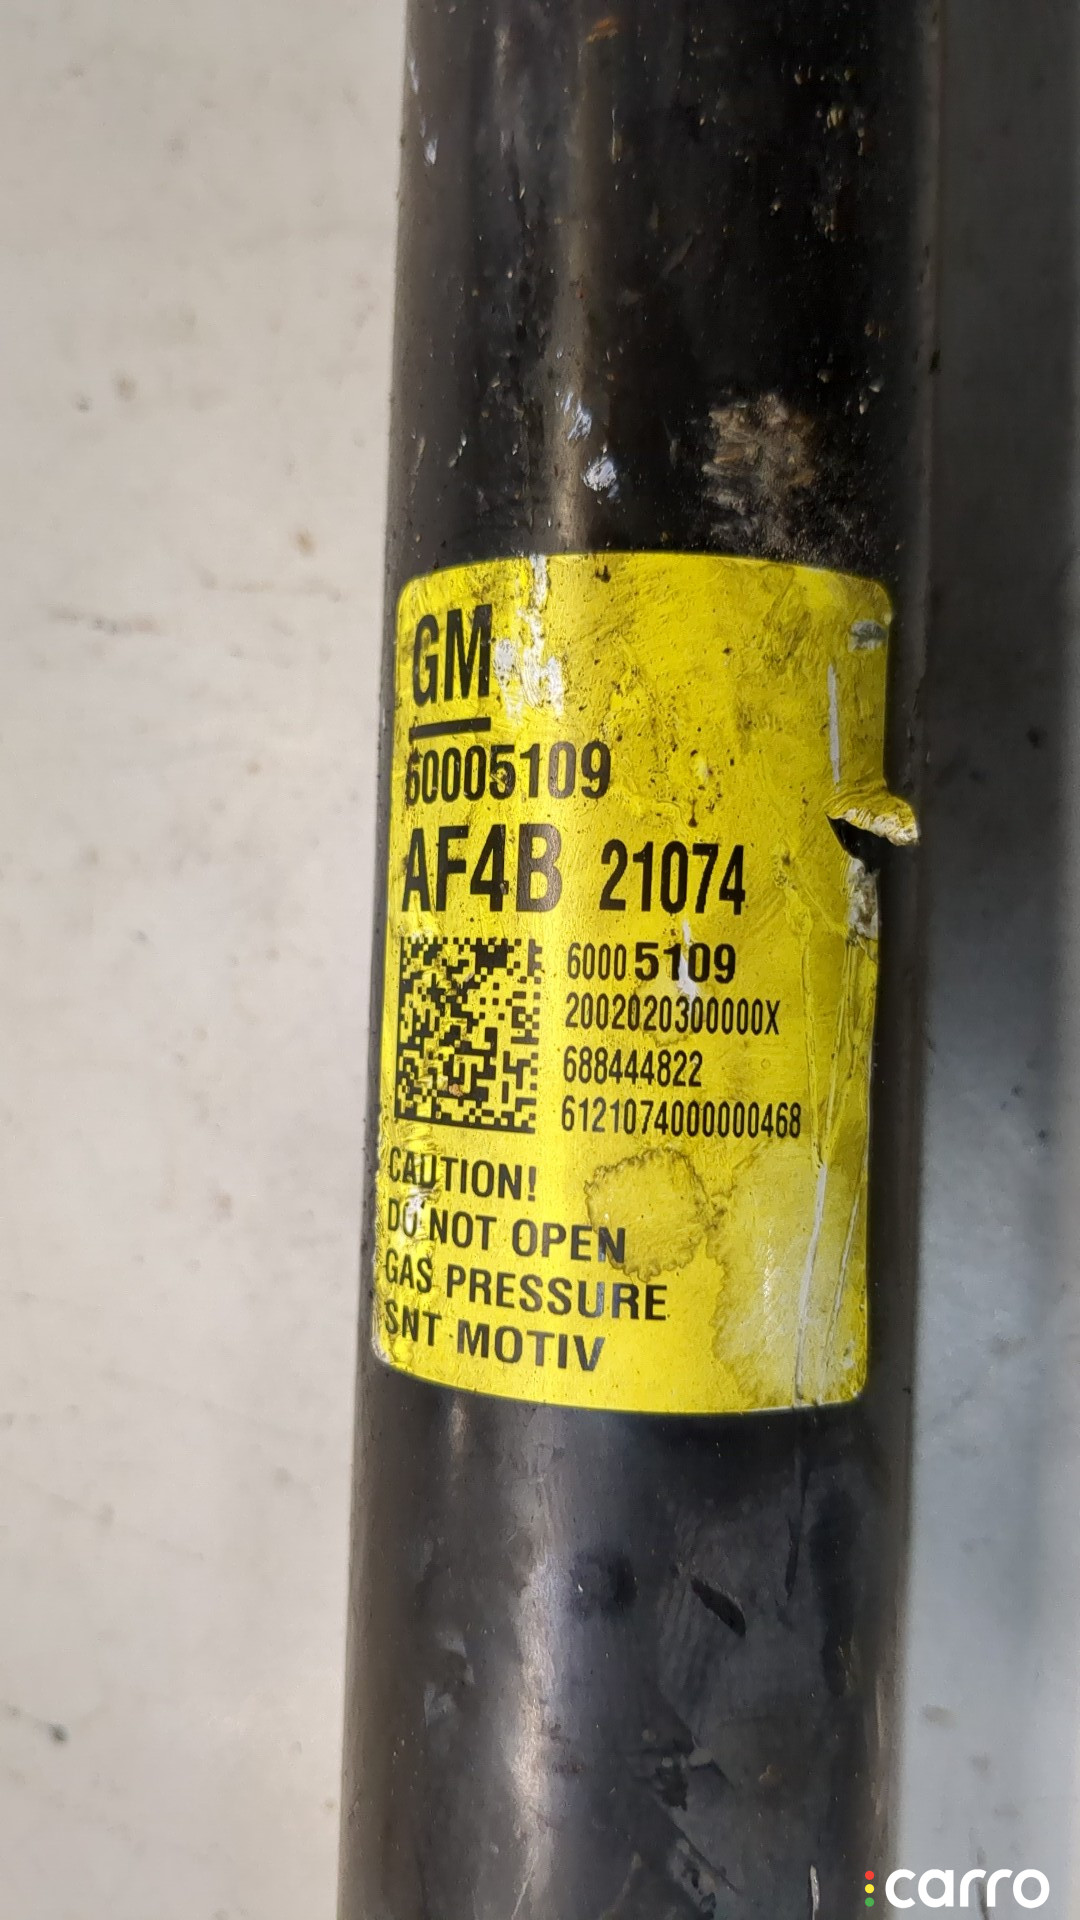 GM
60005109
AF4B 21074
60005109
2002020300000X
688444822
6121074000000468
CAUTION!
DO NOT OPEN
GAS PRESSURE
SNT MOTIV
carro